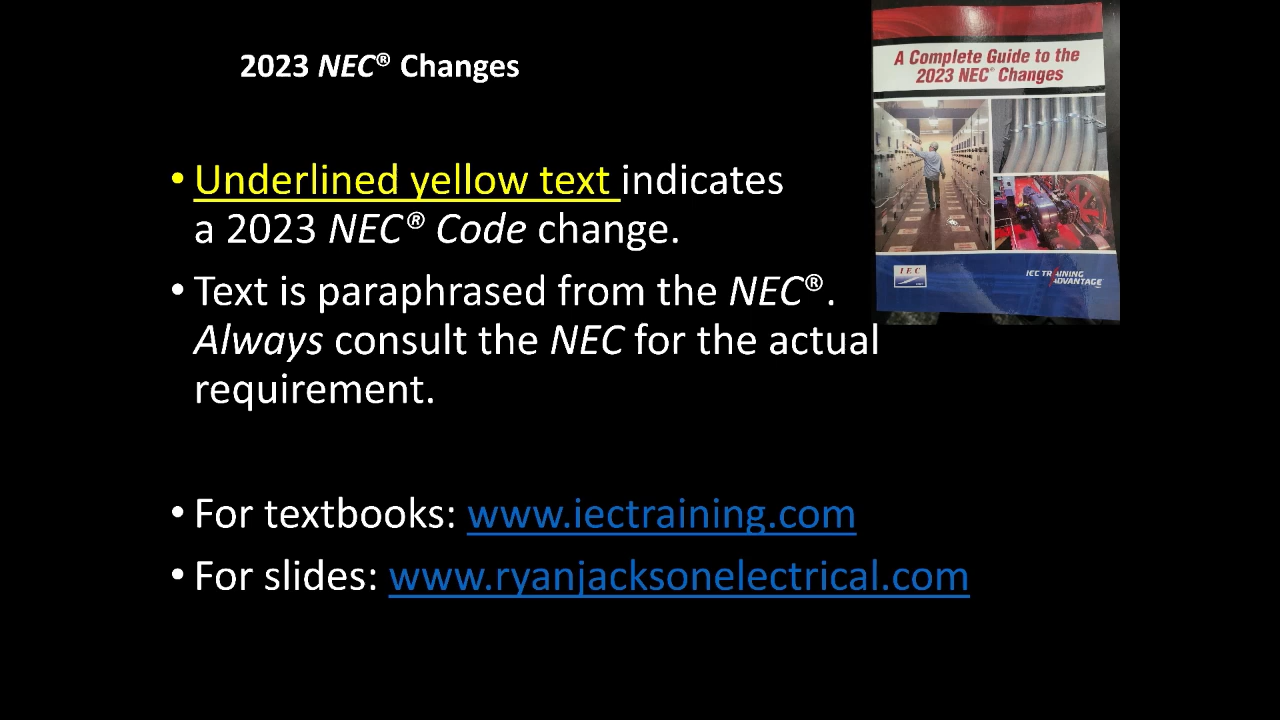 2023 NEC® Changes
A Complete Guide to the
2023 NEC® Changes
• Underlined yellow text indicates
a 2023 NEC® Code change.
• Text is paraphrased from the NEC®.
Always consult the NEC for the actual
requirement.
IEC
IEC TRAINING
ADVANTAGE
• For textbooks: www.iectraining.com
• For slides: www.ryanjacksonelectrical.com